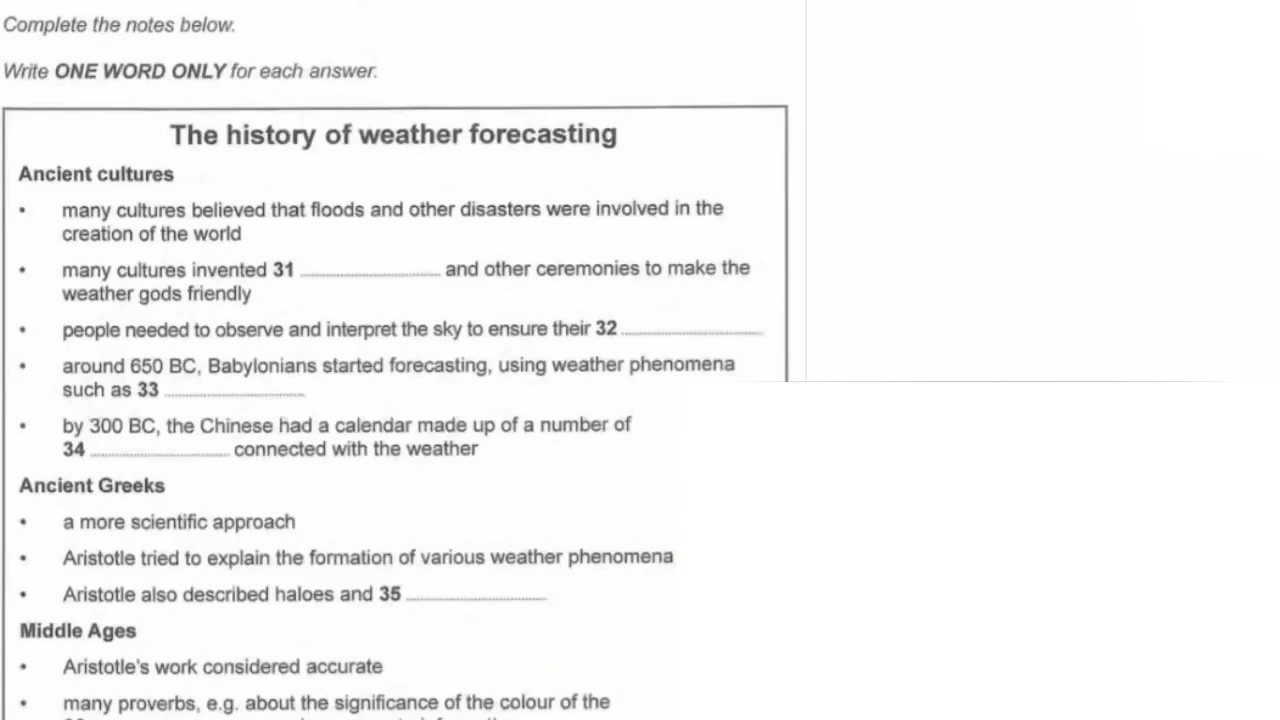 Complete the notes below.
Write ONE WORD ONLY for each answer.
The history of weather forecasting
Ancient cultures
• many cultures believed that floods and other disasters were involved in the
creation of the world
• many cultures invented 31 .................... and other ceremonies to make the
weather gods friendly
• people needed to observe and interpret the sky to ensure their 32 ....................
• around 650 BC, Babylonians started forecasting, using weather phenomena
such as 33 ....................
• by 300 BC, the Chinese had a calendar made up of a number of
34 .................... connected with the weather
Ancient Greeks
• a more scientific approach
• Aristotle tried to explain the formation of various weather phenomena
• Aristotle also described haloes and 35 ....................
Middle Ages
• Aristotle's work considered accurate
• many proverbs, e.g. about the significance of the colour of the